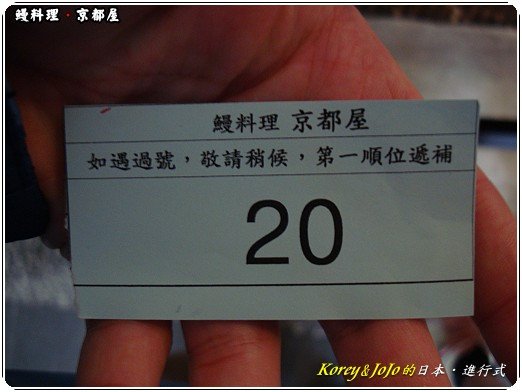 鰻料理‧京都屋
鰻料理 京都屋
如遇過號，敬請稍候，第一順位遞補
20
Korey&JoJo的日本‧進行式